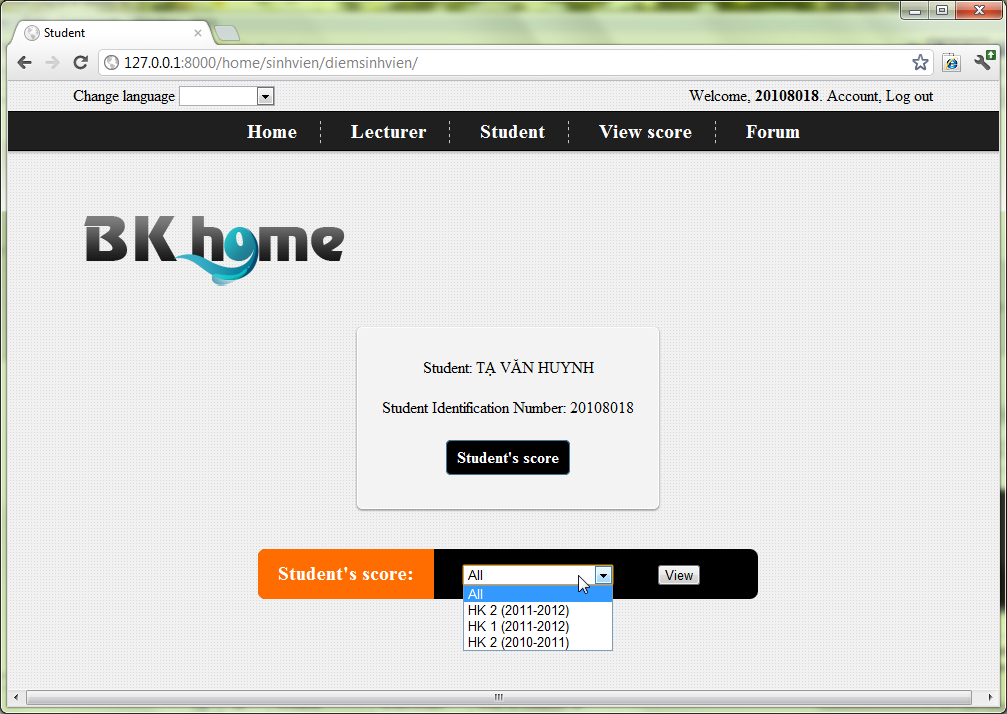 Student
127.0.0.1:8000/home/sinhvien/diemsinhvien/
Change language
Welcome, 20108018. Account, Log out
Home Lecturer Student View score Forum
BK home
Student: TẠ VĂN HUYNH
Student Identification Number: 20108018
Student's score
Student's score: All View
All
HK 2 (2011-2012)
HK 1 (2011-2012)
HK 2 (2010-2011)